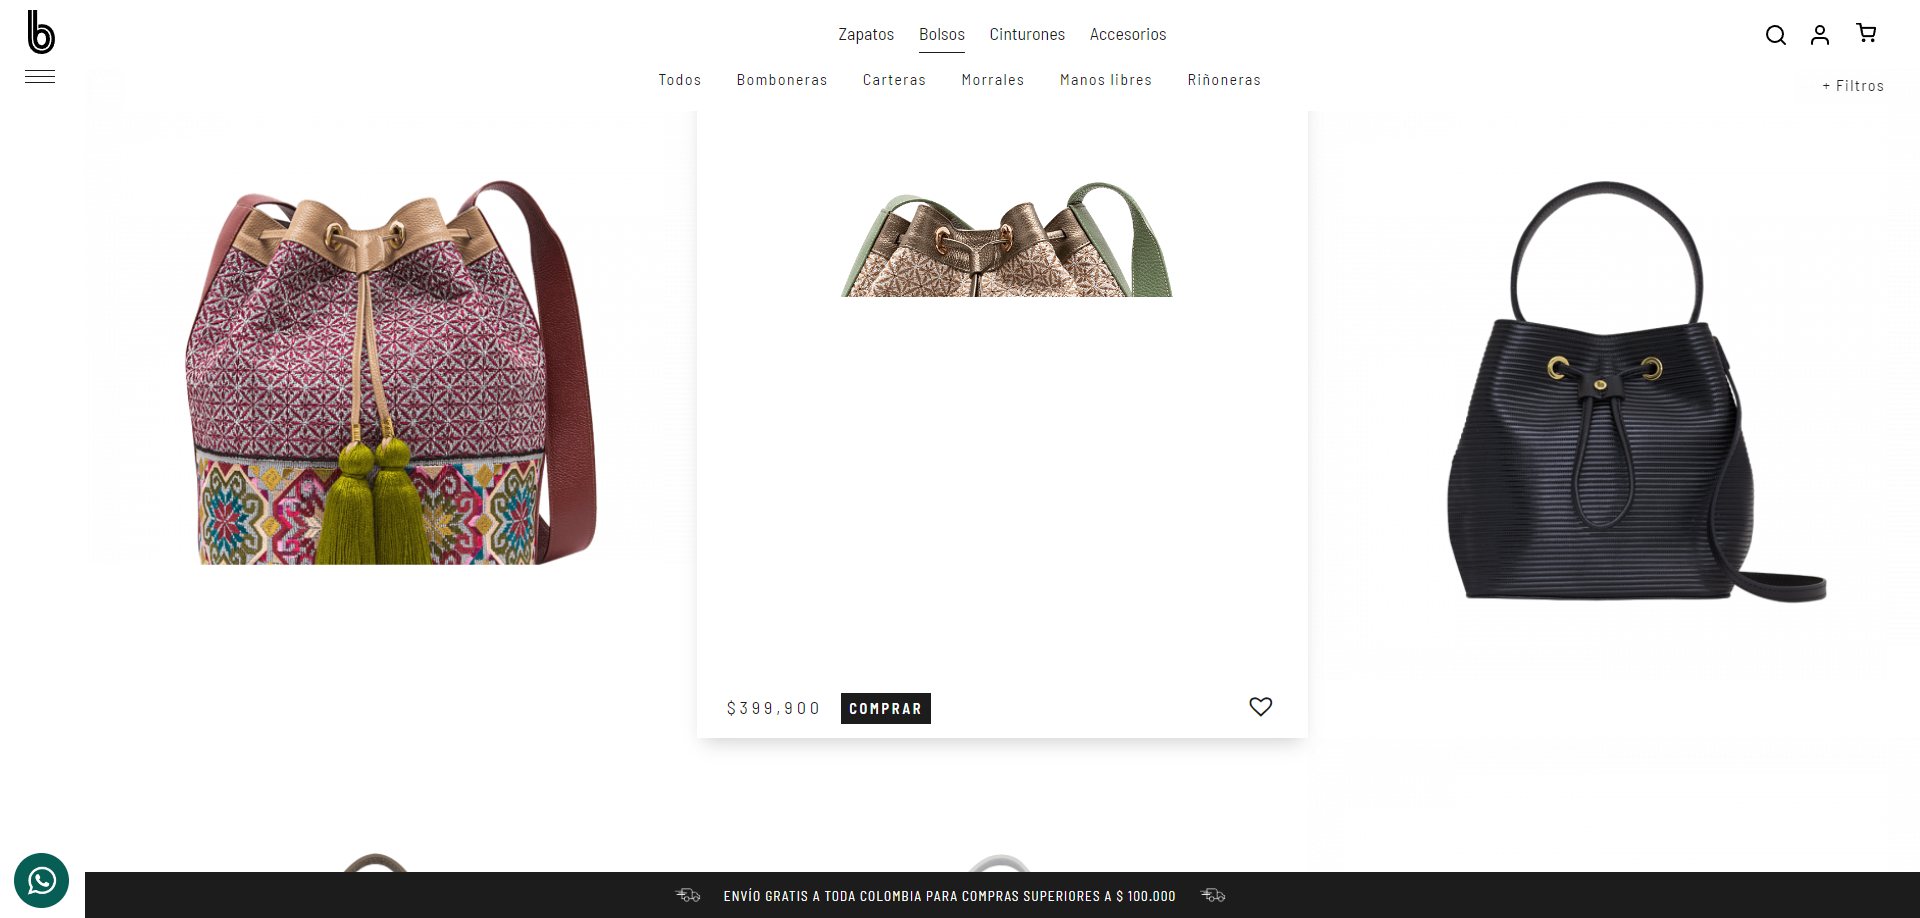 b
Zapatos Bolsos Cinturones Accesorios
Todos Bomboneras Carteras Morrales Manos libres Riñoneras
+ Filtros
$399,900 COMPRAR
ENVÍO GRATIS A TODA COLOMBIA PARA COMPRAS SUPERIORES A $ 100.000